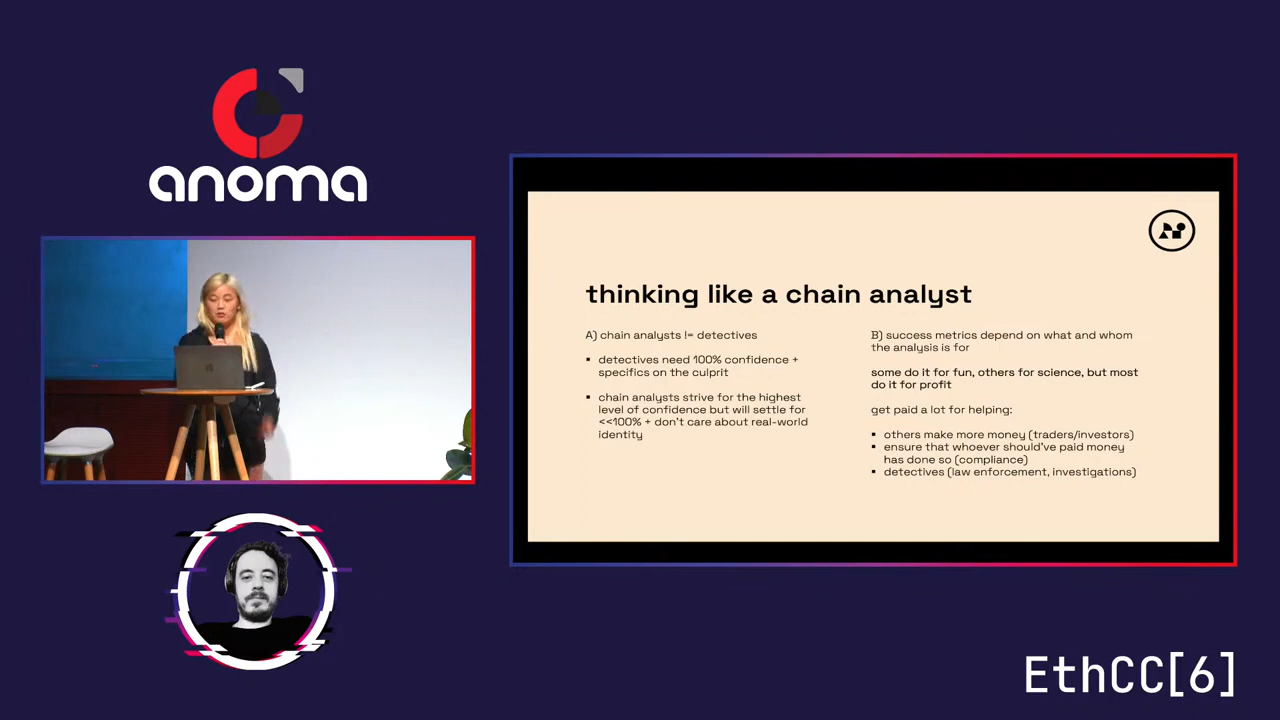 anoma
thinking like a chain analyst
A) chain analysts != detectives
▪ detectives need 100% confidence +
specifics on the culprit
▪ chain analysts strive for the highest
level of confidence but will settle for
<<100% + don't care about real-world
identity
B) success metrics depend on what and whom
the analysis is for
some do it for fun, others for science, but most
do it for profit
get paid a lot for helping:
▪ others make more money (traders/investors)
▪ ensure that whoever should've paid money
has done so (compliance)
▪ detectives (law enforcement, investigations)
EthCC[6]